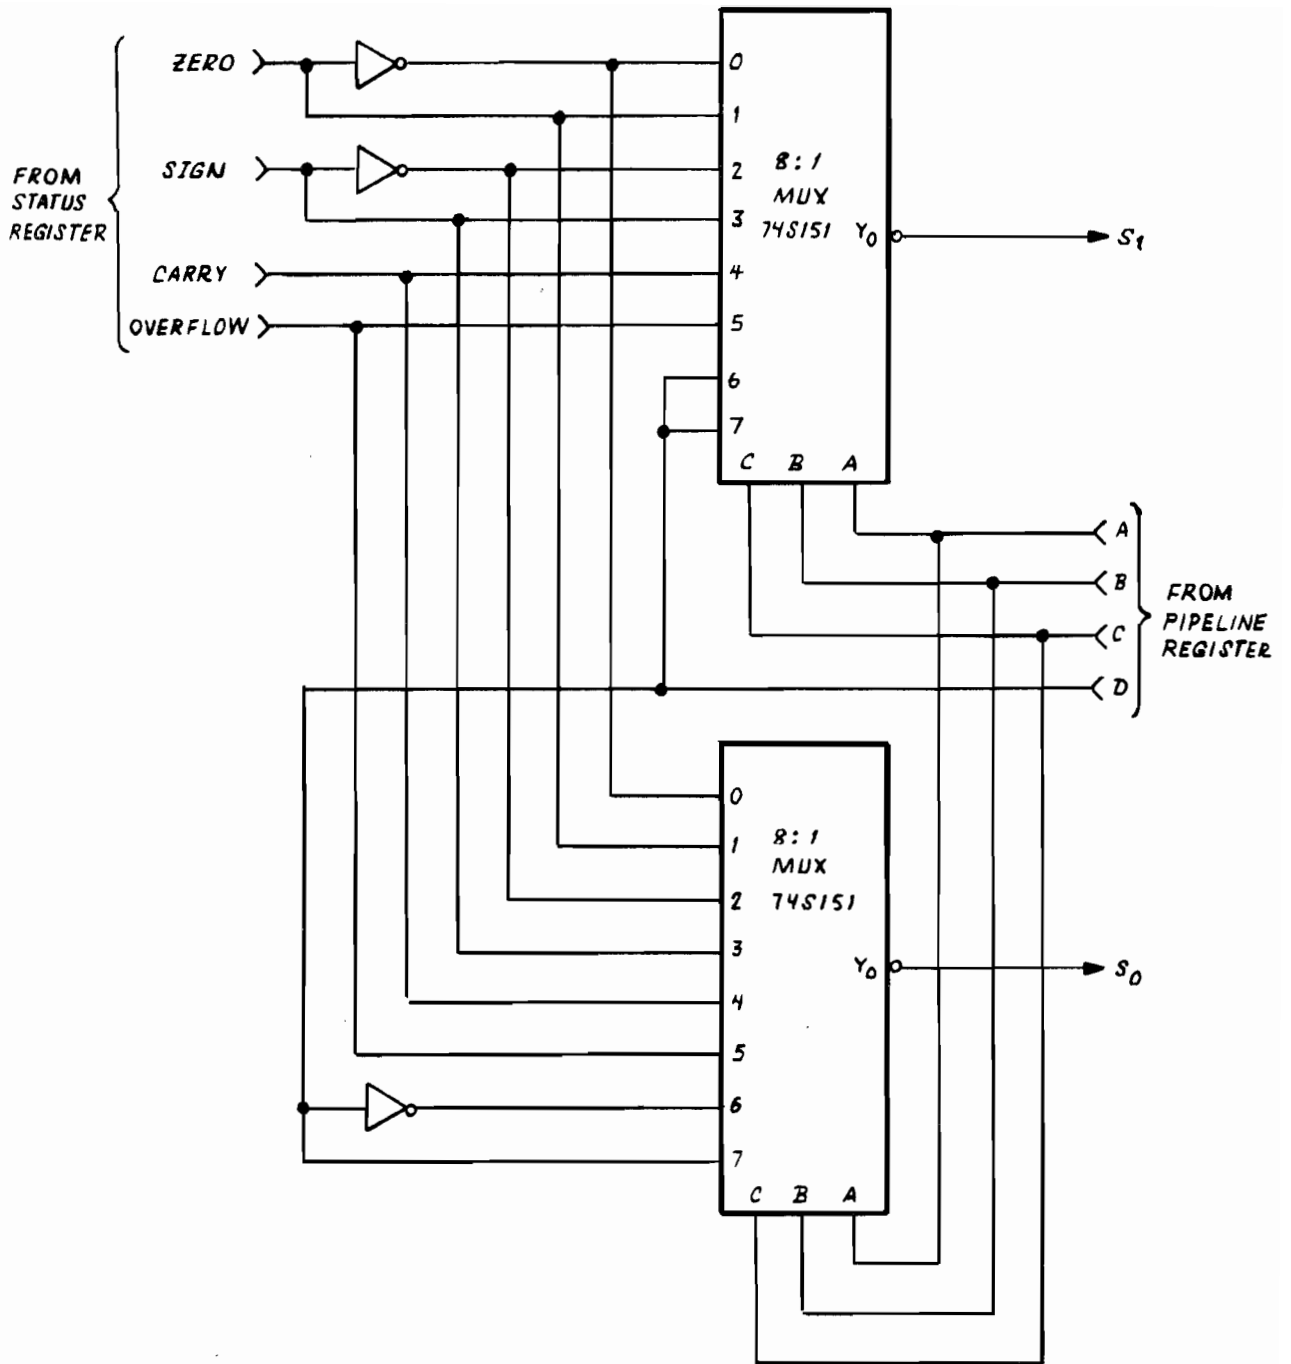 ZERO
SIGN
CARRY
OVERFLOW
FROM
STATUS
REGISTER
0
1
2
3
4
5
6
7
8:1
MUX
74S151
Y0
S1
C B A
A
B
C
D
FROM
PIPELINE
REGISTER
0
1
2
3
4
5
6
7
8:1
MUX
74S151
Y0
S0
C B A